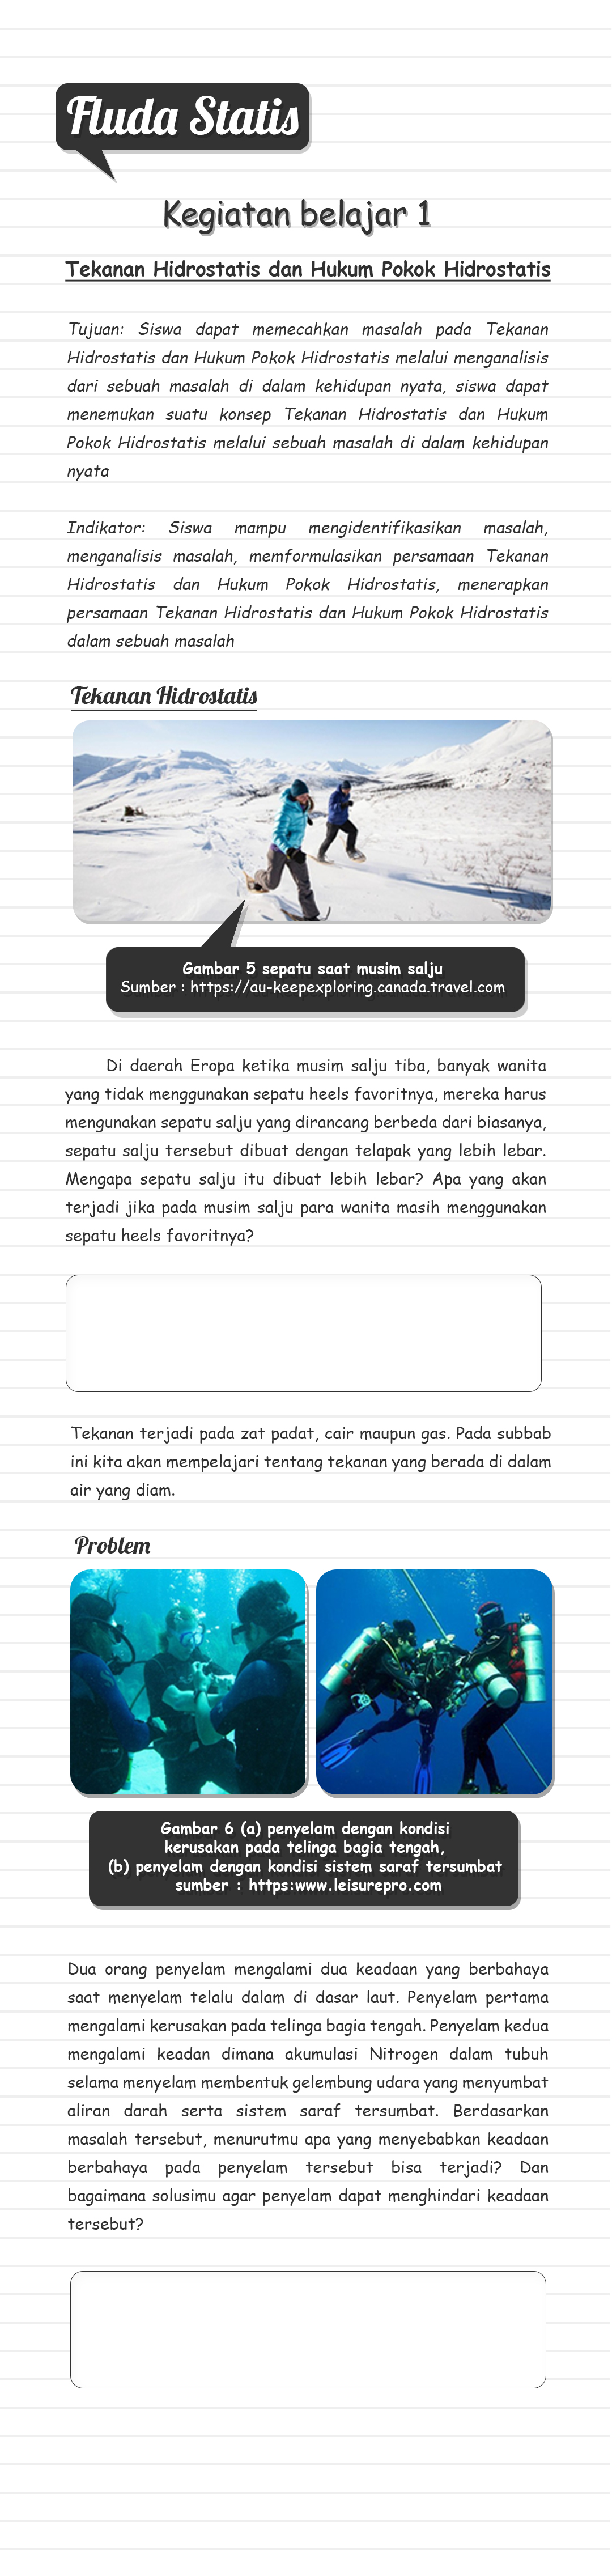 Fluda Statis
Kegiatan belajar 1
Tekanan Hidrostatis dan Hukum Pokok Hidrostatis
Tujuan: Siswa dapat memecahkan masalah pada Tekanan
Hidrostatis dan Hukum Pokok Hidrostatis melalui menganalisis
dari sebuah masalah di dalam kehidupan nyata, siswa dapat
menemukan suatu konsep Tekanan Hidrostatis dan Hukum
Pokok Hidrostatis melalui sebuah masalah di dalam kehidupan
nyata
Indikator: Siswa mampu mengidentifikasikan masalah,
menganalisis masalah, memformulasikan persamaan Tekanan
Hidrostatis dan Hukum Pokok Hidrostatis, menerapkan
persamaan Tekanan Hidrostatis dan Hukum Pokok Hidrostatis
dalam sebuah masalah
Tekanan Hidrostatis
Gambar 5 sepatu saat musim salju
Sumber : https://au-keepexploring.canada.travel.com
Di daerah Eropa ketika musim salju tiba, banyak wanita
yang tidak menggunakan sepatu heels favoritnya, mereka harus
mengunakan sepatu salju yang dirancang berbeda dari biasanya,
sepatu salju tersebut dibuat dengan telapak yang lebih lebar.
Mengapa sepatu salju itu dibuat lebih lebar? Apa yang akan
terjadi jika pada musim salju para wanita masih menggunakan
sepatu heels favoritnya?
Tekanan terjadi pada zat padat, cair maupun gas. Pada subbab
ini kita akan mempelajari tentang tekanan yang berada di dalam
air yang diam.
Problem
Gambar 6 (a) penyelam dengan kondisi
kerusakan pada telinga bagia tengah,
(b) penyelam dengan kondisi sistem saraf tersumbat
sumber : https:www.leisurepro.com
Dua orang penyelam mengalami dua keadaan yang berbahaya
saat menyelam telalu dalam di dasar laut. Penyelam pertama
mengalami kerusakan pada telinga bagia tengah. Penyelam kedua
mengalami keadan dimana akumulasi Nitrogen dalam tubuh
selama menyelam membentuk gelembung udara yang menyumbat
aliran darah serta sistem saraf tersumbat. Berdasarkan
masalah tersebut, menurutmu apa yang menyebabkan keadaan
berbahaya pada penyelam tersebut bisa terjadi? Dan
bagaimana solusimu agar penyelam dapat menghindari keadaan
tersebut?